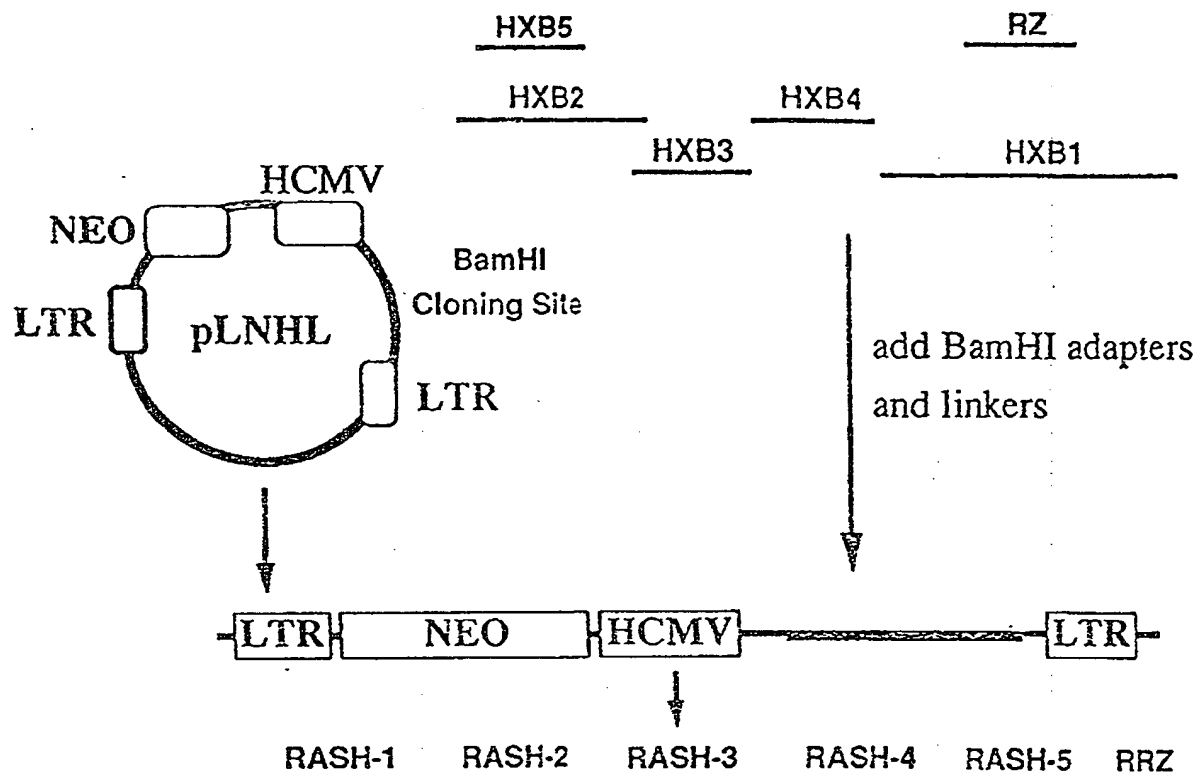 HXB5
RZ
HXB2
HXB4
HXB3
HXB1
HCMV
NEO
BamHI
Cloning Site
LTR
pLNHL
LTR
add BamHI adapters
and linkers
LTR NEO HCMV LTR
RASH-1 RASH-2 RASH-3 RASH-4 RASH-5 RRZ